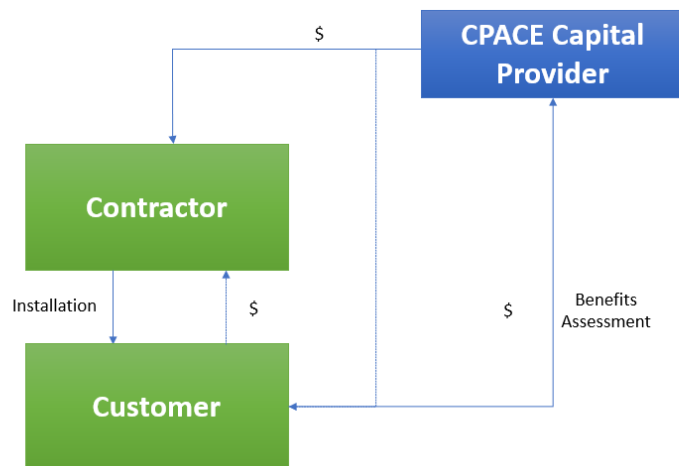 $
CPACE Capital
Provider
Contractor
Installation
$
$
Benefits
Assessment
Customer